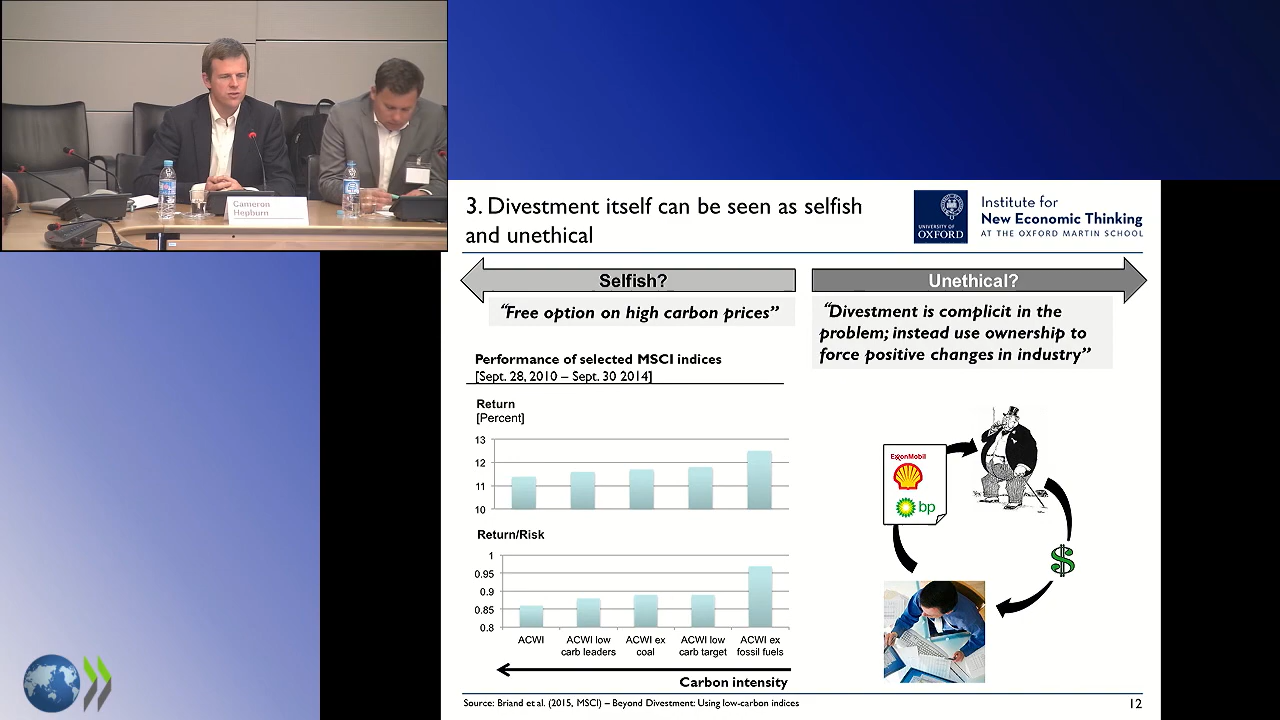 Cameron
Hepburn
3. Divestment itself can be seen as selfish
and unethical
UNIVERSITY OF
OXFORD
Institute for
New Economic Thinking
AT THE OXFORD MARTIN SCHOOL
Selfish?
“Free option on high carbon prices”
Unethical?
“Divestment is complicit in the
problem; instead use ownership to
force positive changes in industry”
Performance of selected MSCI indices
[Sept. 28, 2010 – Sept. 30 2014]
Return
[Percent]
13
12
11
10
Return/Risk
1
0.95
0.9
0.85
0.8
ACWI
ACWI low
carb leaders
ACWI ex
coal
ACWI low
carb target
ACWI ex
fossil fuels
Carbon intensity
ExxonMobil
bp
$
Source: Briand et al. (2015, MSCI) – Beyond Divestment: Using low-carbon indices
12